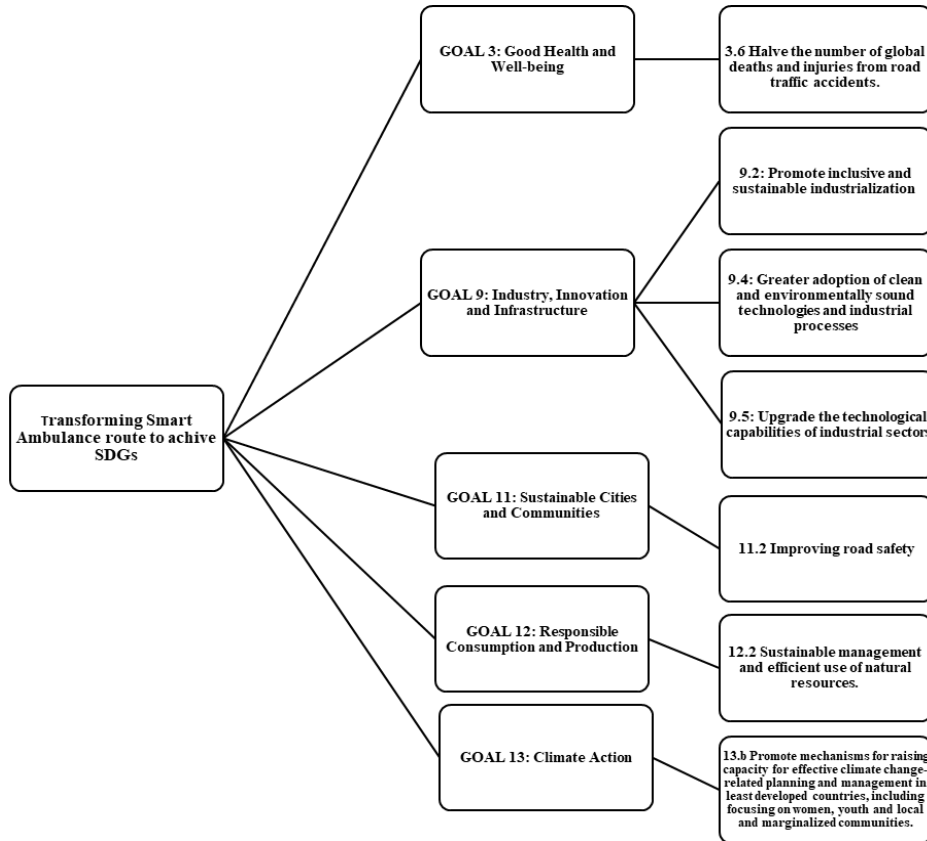 GOAL 3: Good Health and
Well-being
3.6 Halve the number of global
deaths and injuries from road
traffic accidents.
9.2: Promote inclusive and
sustainable industrialization
GOAL 9: Industry, Innovation
and Infrastructure
9.4: Greater adoption of clean
and environmentally sound
technologies and industrial
processes
Transforming Smart
Ambulance route to achive
SDGs
9.5: Upgrade the technological
capabilities of industrial sectors
GOAL 11: Sustainable Cities
and Communities
11.2 Improving road safety
GOAL 12: Responsible
Consumption and Production
12.2 Sustainable management
and efficient use of natural
resources.
GOAL 13: Climate Action
13.b Promote mechanisms for raising
capacity for effective climate change-
related planning and management in
least developed countries, including
focusing on women, youth and local
and marginalized communities.